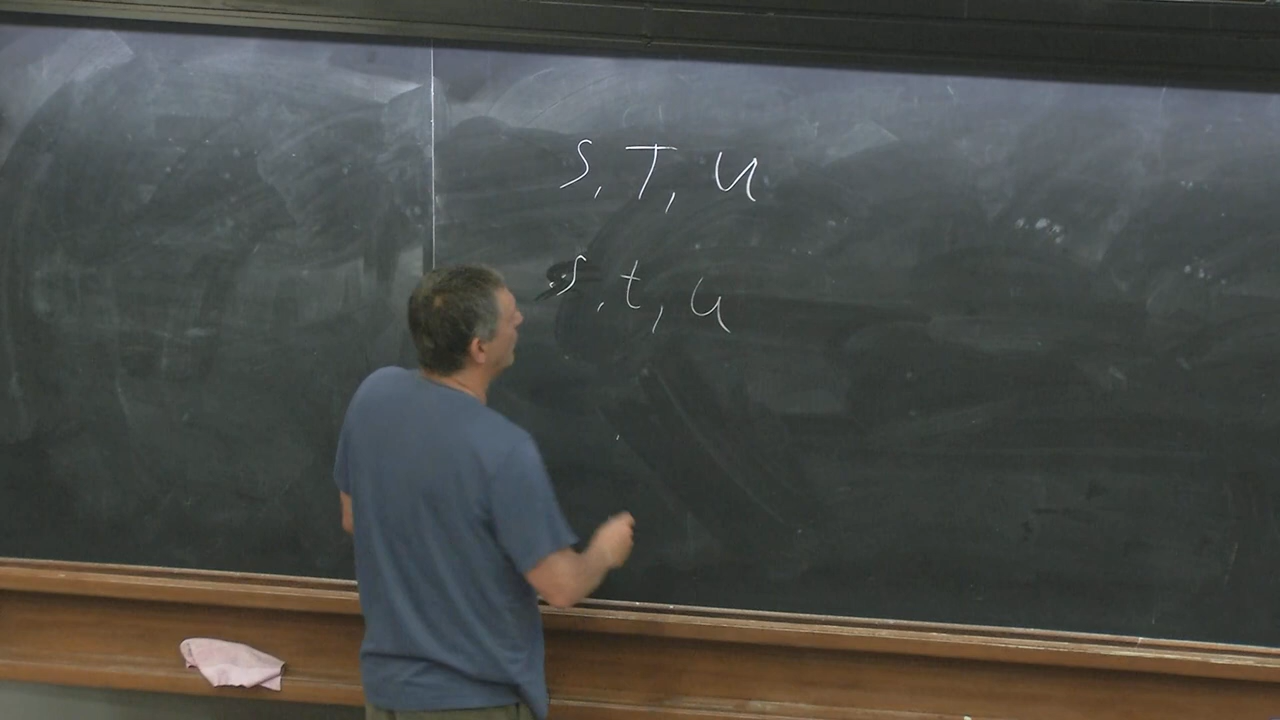 S, T, U
s, t, u